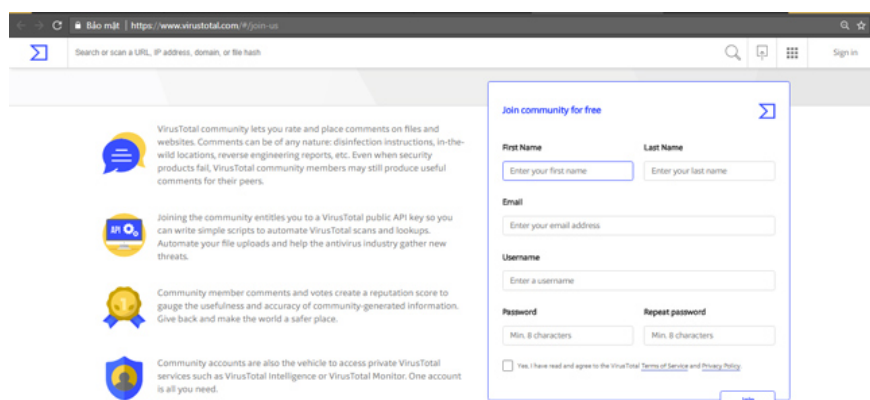 Bảo mật | https://www.virustotal.com/#/join-us
Search or scan a URL, IP address, domain, or file hash
Sign in
VirusTotal community lets you rate and place comments on files and
websites. Comments can be of any nature: disinfection instructions, in-the-
wild locations, reverse engineering reports, etc. Even when security
products fail, VirusTotal community members may still produce useful
comments for their peers.
API
Joining the community entitles you to a VirusTotal public API key so you
can write simple scripts to automate VirusTotal scans and lookups.
Automate your file uploads and help the antivirus industry gather new
threats.
1
Community member comments and votes create a reputation score to
gauge the usefulness and accuracy of community-generated information.
Give back and make the world a safer place.
Community accounts are also the vehicle to access private VirusTotal
services such as VirusTotal Intelligence or VirusTotal Monitor. One account
is all you need.
Join community for free
First Name
Last Name
Enter your first name
Enter your last name
Email
Enter your email address
Username
Enter a username
Password
Repeat password
Min. 8 characters
Min. 8 characters
Yes, I have read and agree to the VirusTotal Terms of Service and Privacy Policy.